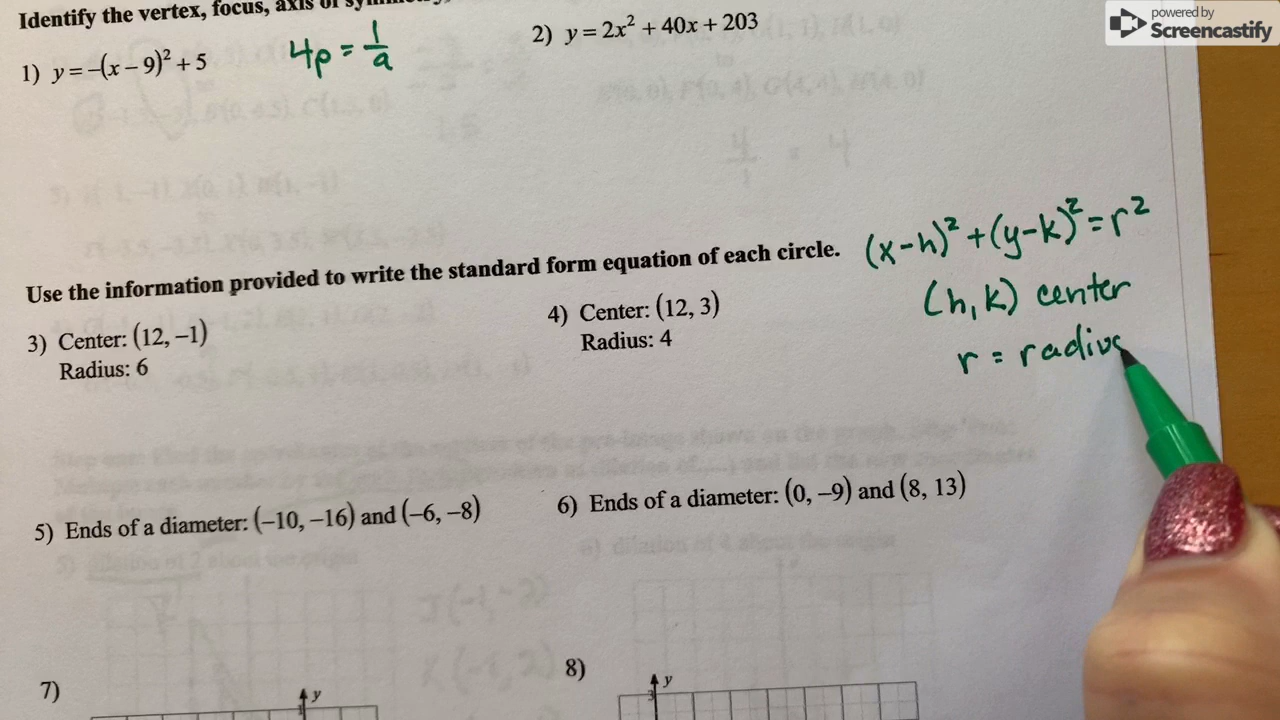 Identify the vertex, focus, axis of
4p = 1/a
1) y = –(x – 9)² + 5
2) y = 2x² + 40x + 203
powered by
Screencastify
Use the information provided to write the standard form equation of each circle.
(x-h)² + (y-k)² = r²
(h, k) center
r = radius
3) Center: (12, –1)
Radius: 6
4) Center: (12, 3)
Radius: 4
5) Ends of a diameter: (–10, –16) and (–6, –8)
6) Ends of a diameter: (0, –9) and (8, 13)
7)
y
8)
y